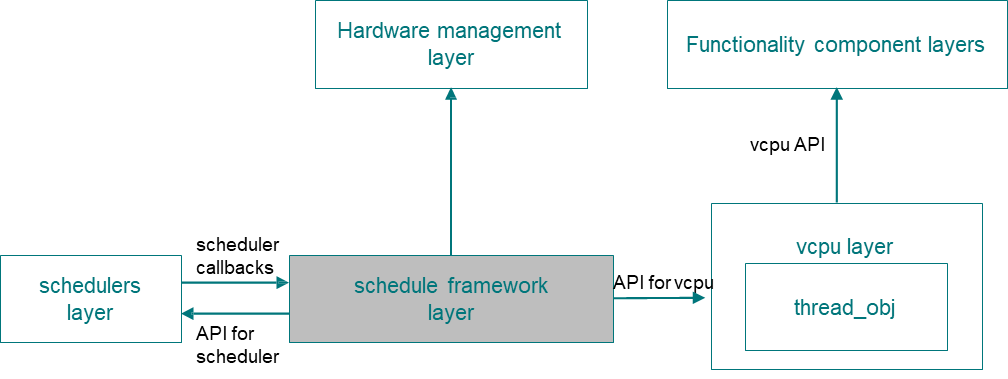 Hardware management
layer
Functionality component layers
vcpu API
scheduler
callbacks
schedulers
layer
API for
scheduler
schedule framework
layer
API for vcpu
vcpu layer
thread_obj